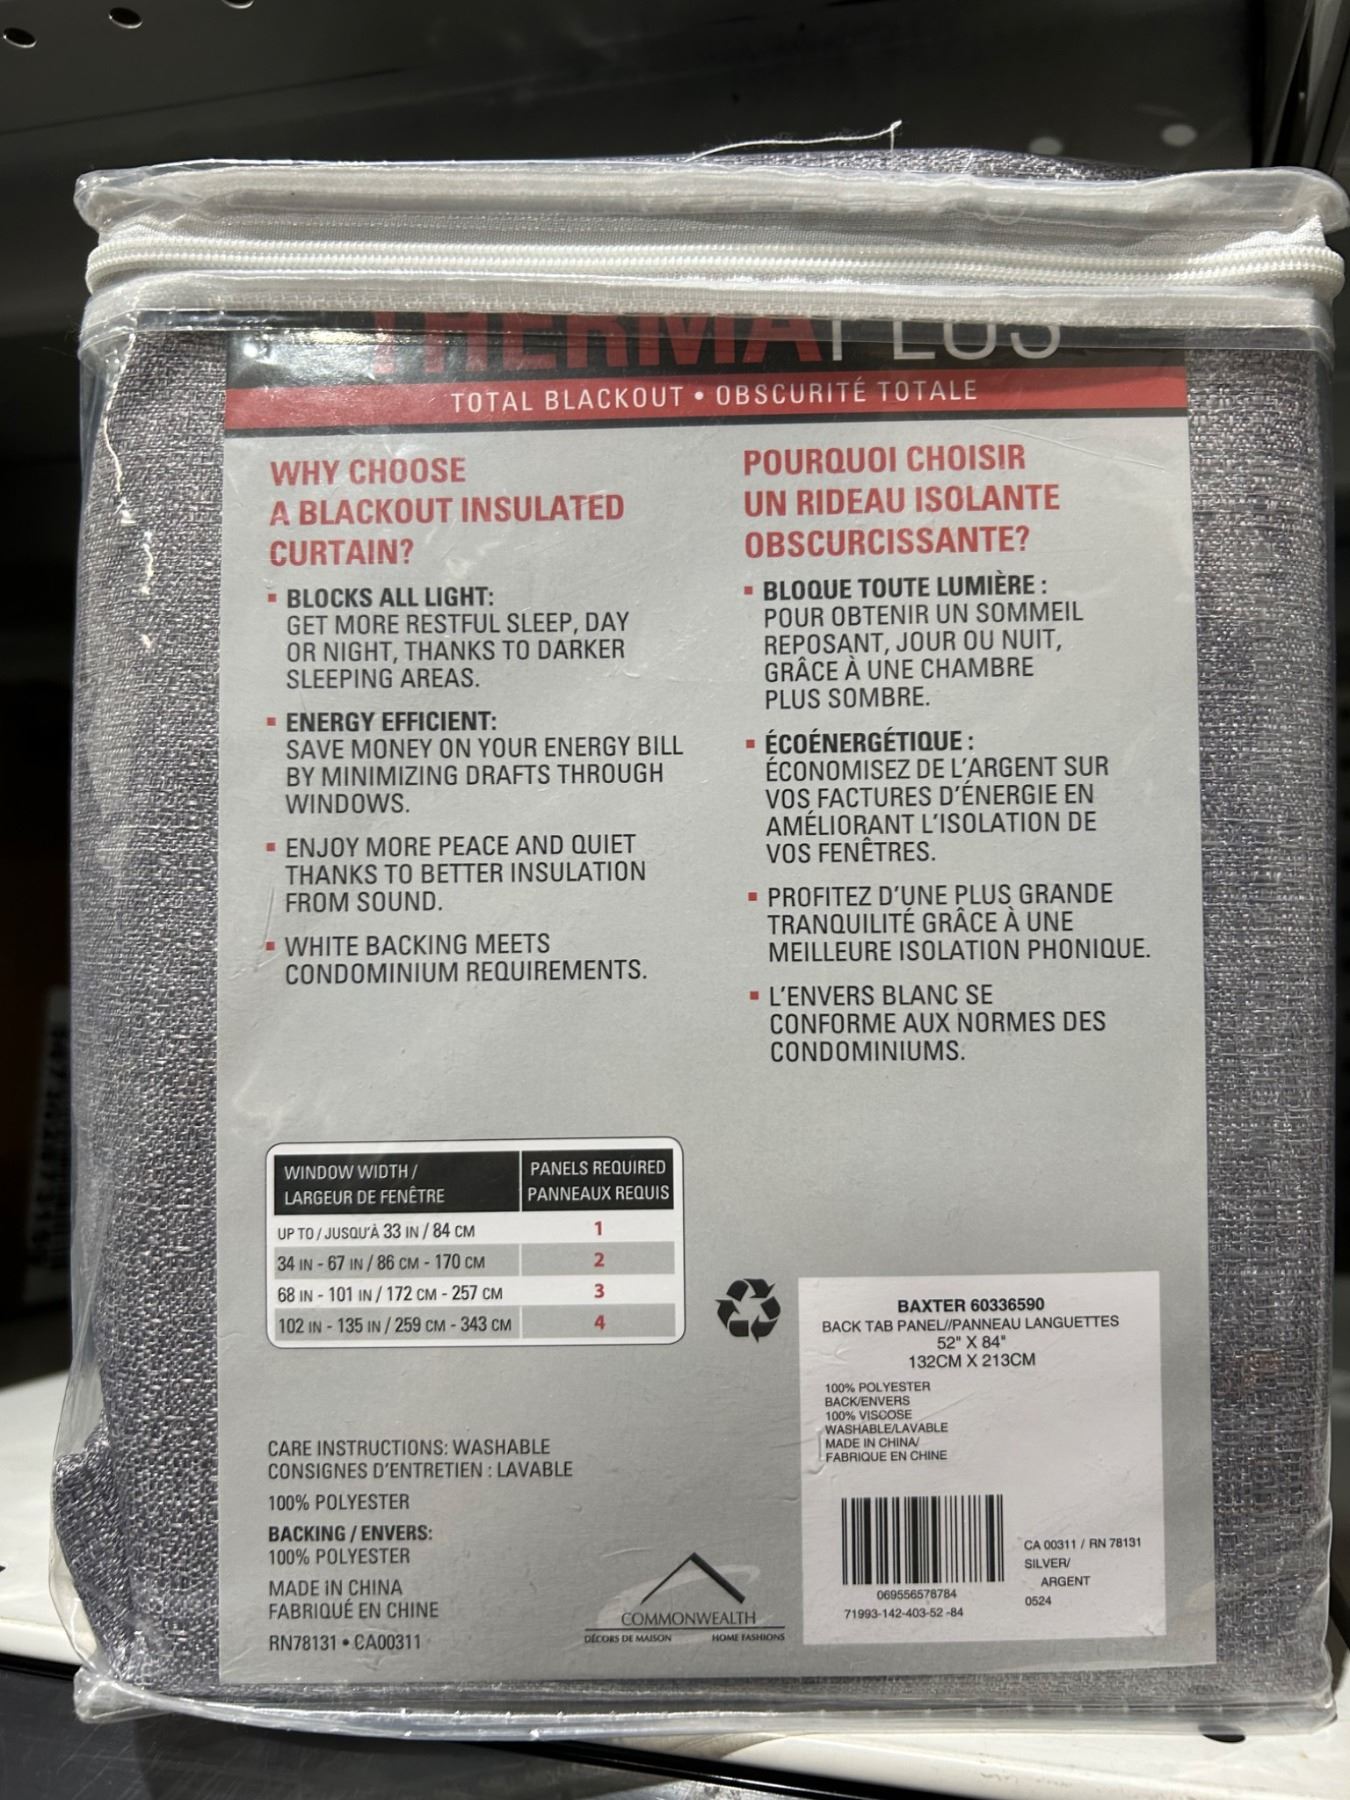 THERMAPLUS
TOTAL BLACKOUT • OBSCURITÉ TOTALE
WHY CHOOSE
A BLACKOUT INSULATED
CURTAIN?
▪ BLOCKS ALL LIGHT:
GET MORE RESTFUL SLEEP, DAY
OR NIGHT, THANKS TO DARKER
SLEEPING AREAS.
▪ ENERGY EFFICIENT:
SAVE MONEY ON YOUR ENERGY BILL
BY MINIMIZING DRAFTS THROUGH
WINDOWS.
▪ ENJOY MORE PEACE AND QUIET
THANKS TO BETTER INSULATION
FROM SOUND.
▪ WHITE BACKING MEETS
CONDOMINIUM REQUIREMENTS.
POURQUOI CHOISIR
UN RIDEAU ISOLANTE
OBSCURCISSANTE?
▪ BLOQUE TOUTE LUMIÈRE :
POUR OBTENIR UN SOMMEIL
REPOSANT, JOUR OU NUIT,
GRÂCE À UNE CHAMBRE
PLUS SOMBRE.
▪ ÉCOÉNERGÉTIQUE :
ÉCONOMISEZ DE L'ARGENT SUR
VOS FACTURES D'ÉNERGIE EN
AMÉLIORANT L'ISOLATION DE
VOS FENÊTRES.
▪ PROFITEZ D'UNE PLUS GRANDE
TRANQUILITÉ GRÂCE À UNE
MEILLEURE ISOLATION PHONIQUE.
▪ L'ENVERS BLANC SE
CONFORME AUX NORMES DES
CONDOMINIUMS.
WINDOW WIDTH / PANELS REQUIRED
LARGEUR DE FENÊTRE PANNEAUX REQUIS
UP TO / JUSQU'À 33 IN / 84 CM 1
34 IN - 67 IN / 86 CM - 170 CM 2
68 IN - 101 IN / 172 CM - 257 CM 3
102 IN - 135 IN / 259 CM - 343 CM 4
CARE INSTRUCTIONS: WASHABLE
CONSIGNES D'ENTRETIEN : LAVABLE
100% POLYESTER
BACKING / ENVERS:
100% POLYESTER
MADE IN CHINA
FABRIQUÉ EN CHINE
RN78131 • CA00311
COMMONWEALTH
DÉCORS DE MAISON HOME FASHIONS
BAXTER 60336590
BACK TAB PANEL//PANNEAU LANGUETTES
52" X 84"
132CM X 213CM
100% POLYESTER
BACK/ENVERS
100% VISCOSE
WASHABLE/LAVABLE
MADE IN CHINA/
FABRIQUE EN CHINE
069556578784
71993-142-403-52 -84
CA 00311 / RN 78131
SILVER/
ARGENT
0524